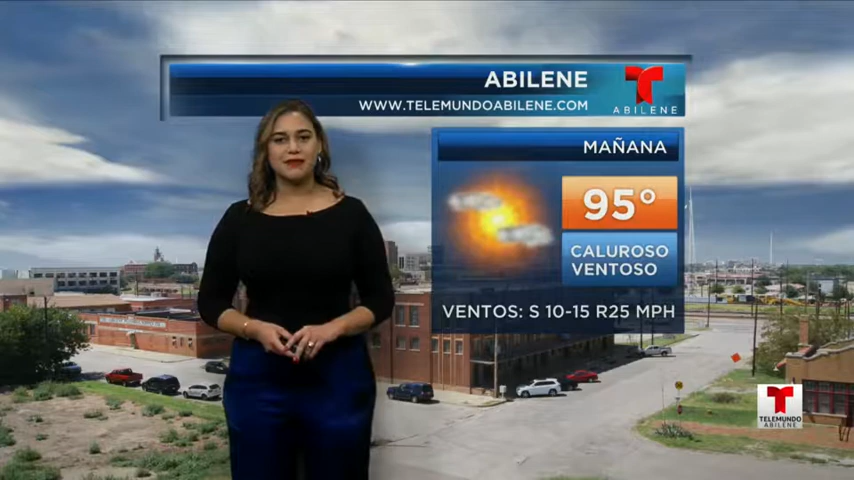 ABILENE
WWW.TELEMUNDOABILENE.COM
ABILENE
MAÑANA
95°
CALUROSO
VENTOSO
VENTOS: S 10-15 R25 MPH
TELEMUNDO
ABILENE